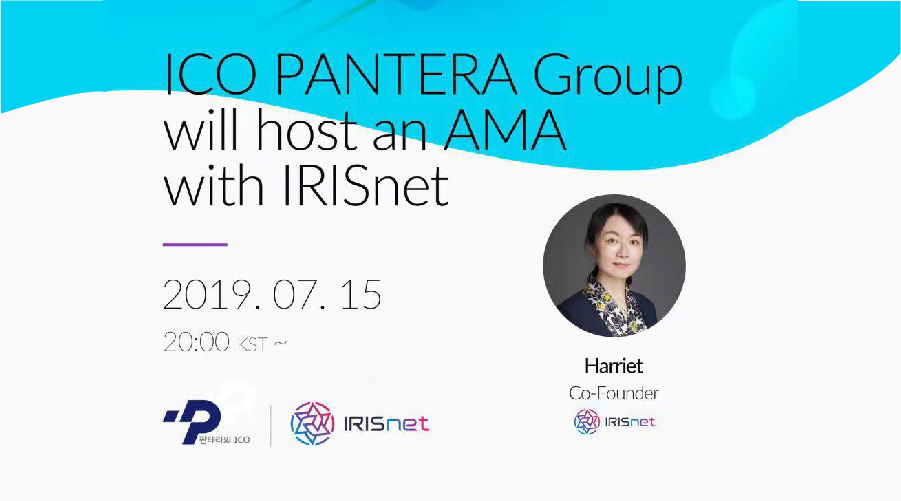 ICO PANTERA Group
will host an AMA
with IRISnet
2019. 07. 15
20:00 KST ~
판테라의 ICO
IRISnet
Harriet
Co-Founder
IRISnet